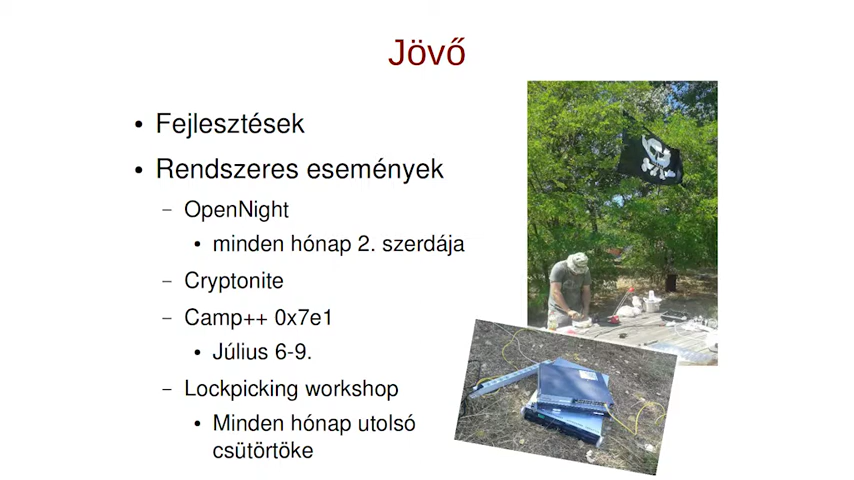 Jövő
Fejlesztések
Rendszeres események
OpenNight
minden hónap 2. szerdája
Cryptonite
Camp++ 0x7e1
Július 6-9.
Lockpicking workshop
Minden hónap utolsó
csütörtöke